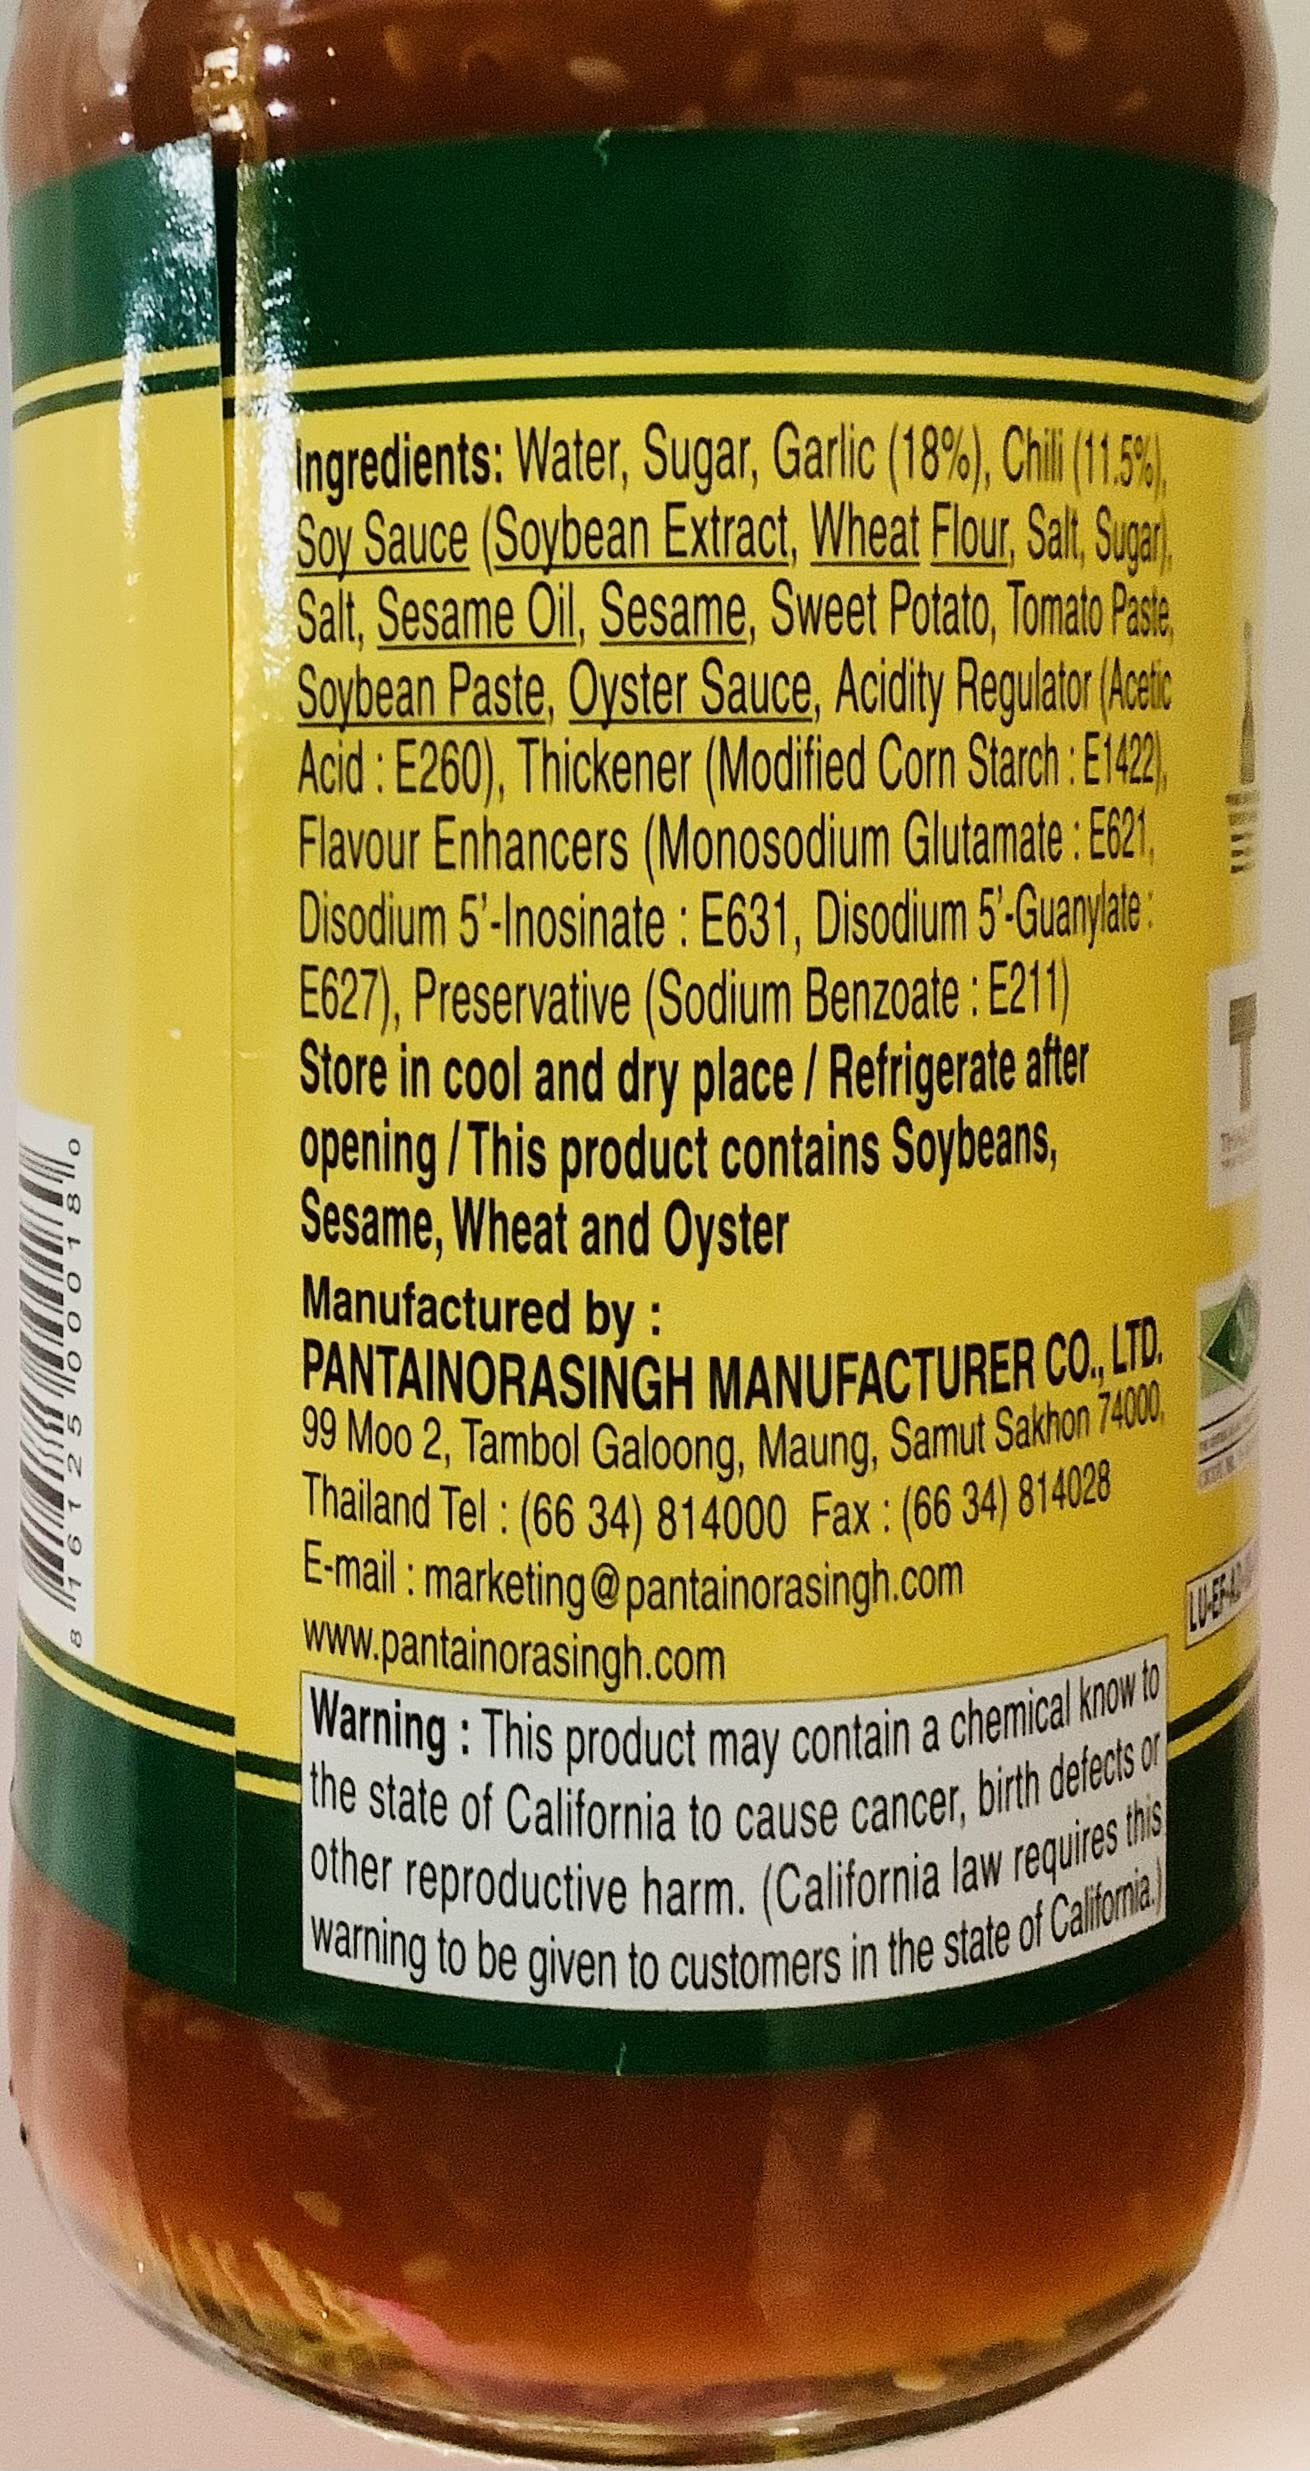 Ingredients: Water, Sugar, Garlic (18%), Chili (11.5%),
Soy Sauce (Soybean Extract, Wheat Flour, Salt, Sugar),
Salt, Sesame Oil, Sesame, Sweet Potato, Tomato Paste,
Soybean Paste, Oyster Sauce, Acidity Regulator (Acetic
Acid : E260), Thickener (Modified Corn Starch : E1422),
Flavour Enhancers (Monosodium Glutamate : E621,
Disodium 5'-Inosinate : E631, Disodium 5'-Guanylate :
E627), Preservative (Sodium Benzoate : E211)
Store in cool and dry place / Refrigerate after
opening / This product contains Soybeans,
Sesame, Wheat and Oyster
Manufactured by :
PANTAINORASINGH MANUFACTURER CO., LTD.
99 Moo 2, Tambol Galoong, Maung, Samut Sakhon 74000,
Thailand Tel : (66 34) 814000 Fax : (66 34) 814028
E-mail : marketing@pantainorasingh.com
www.pantainorasingh.com
Warning : This product may contain a chemical know to
the state of California to cause cancer, birth defects or
other reproductive harm. (California law requires this
warning to be given to customers in the state of California.)
8 16125 00018 0